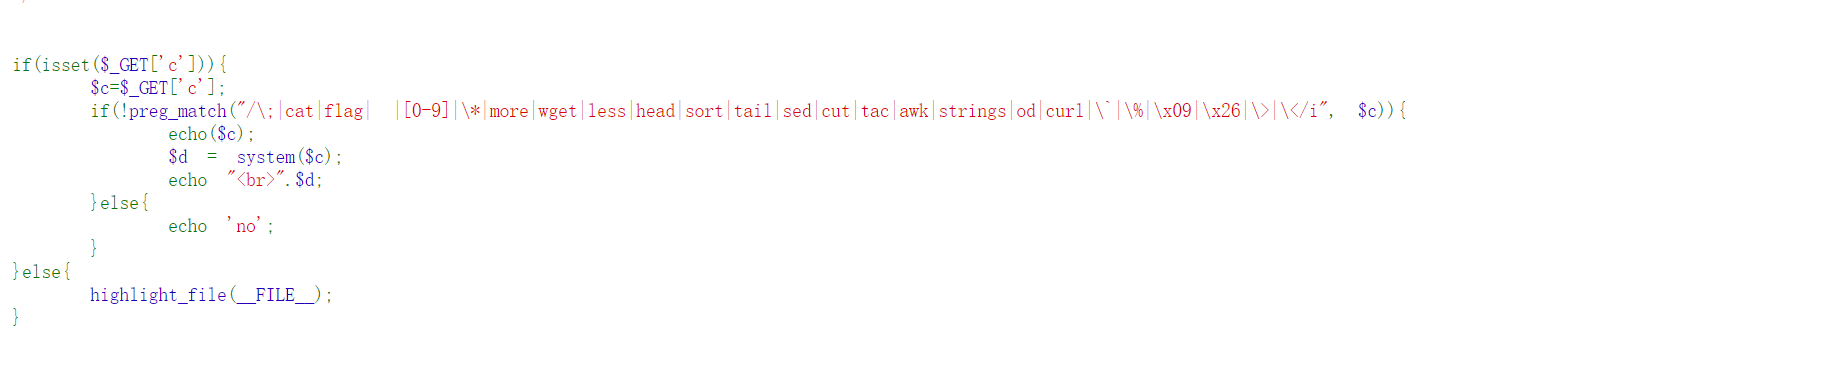 if(isset($_GET['c'])){
    $c=$_GET['c'];
    if(!preg_match("/\;|cat|flag| |[0-9]|\*|more|wget|less|head|sort|tail|sed|cut|tac|awk|strings|od|curl|\`|\%|\x09|\x26|\>|\</i", $c)){
        echo($c);
        $d = system($c);
        echo "<br>".$d;
    }else{
        echo 'no';
    }
}else{
    highlight_file(__FILE__);
}